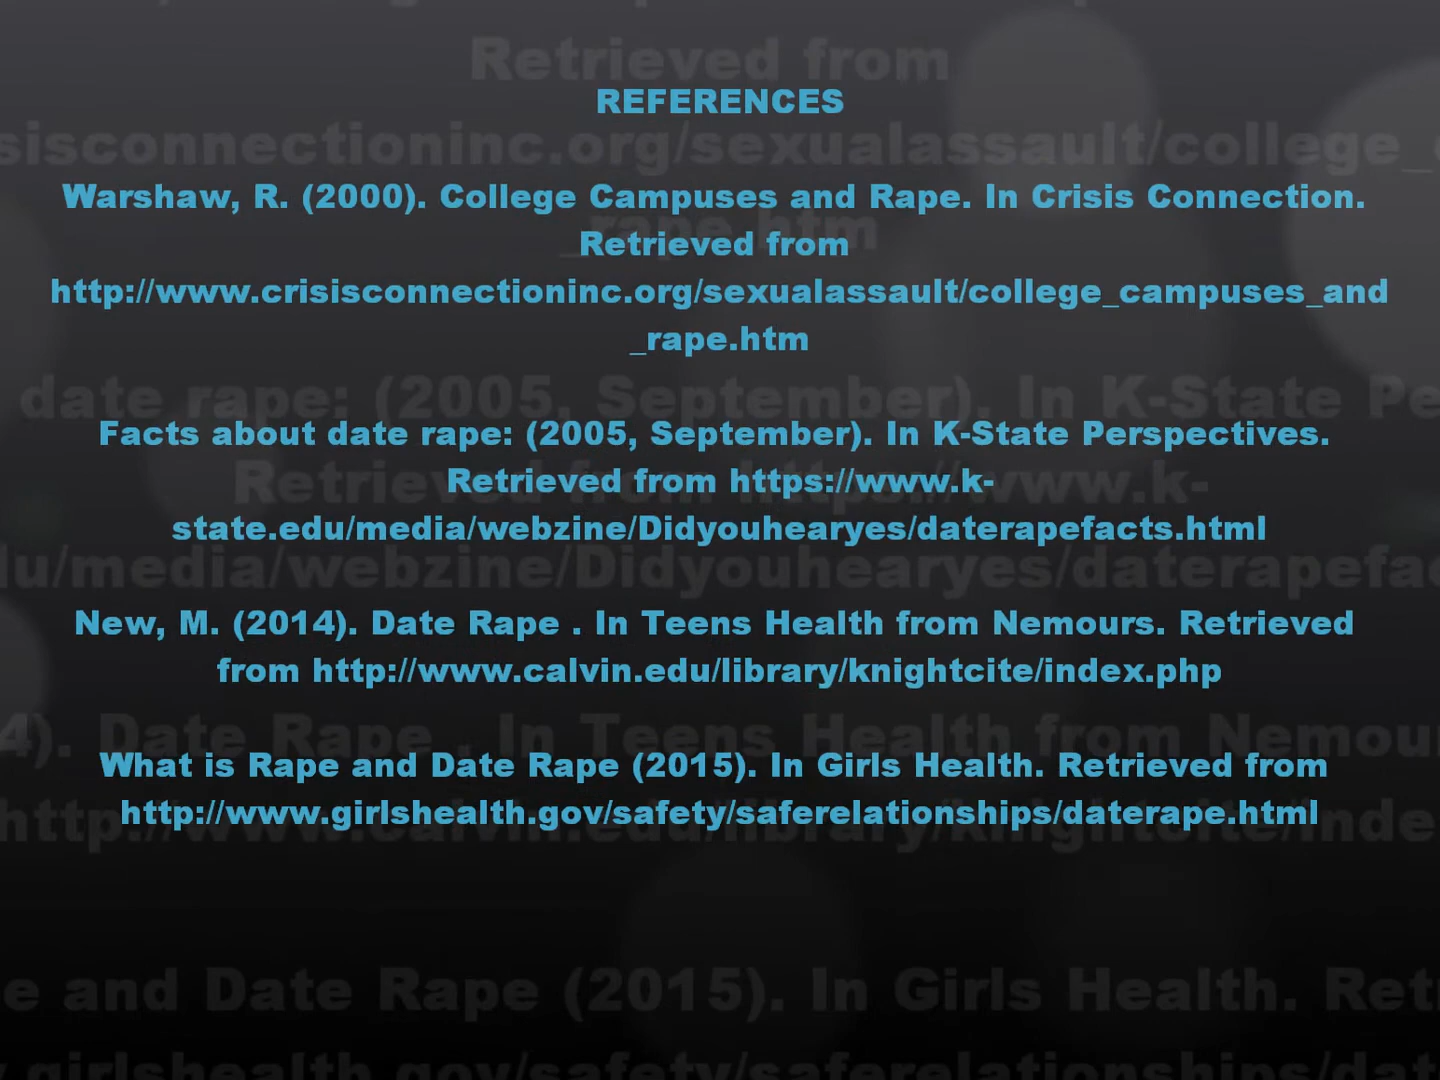 REFERENCES
Warshaw, R. (2000). College Campuses and Rape. In Crisis Connection.
Retrieved from
http://www.crisisconnectioninc.org/sexualassault/college_campuses_and
_rape.htm
Facts about date rape: (2005, September). In K-State Perspectives.
Retrieved from https://www.k-
state.edu/media/webzine/Didyouhearyes/daterapefacts.html
New, M. (2014). Date Rape . In Teens Health from Nemours. Retrieved
from http://www.calvin.edu/library/knightcite/index.php
What is Rape and Date Rape (2015). In Girls Health. Retrieved from
http://www.girlshealth.gov/safety/saferelationships/daterape.html